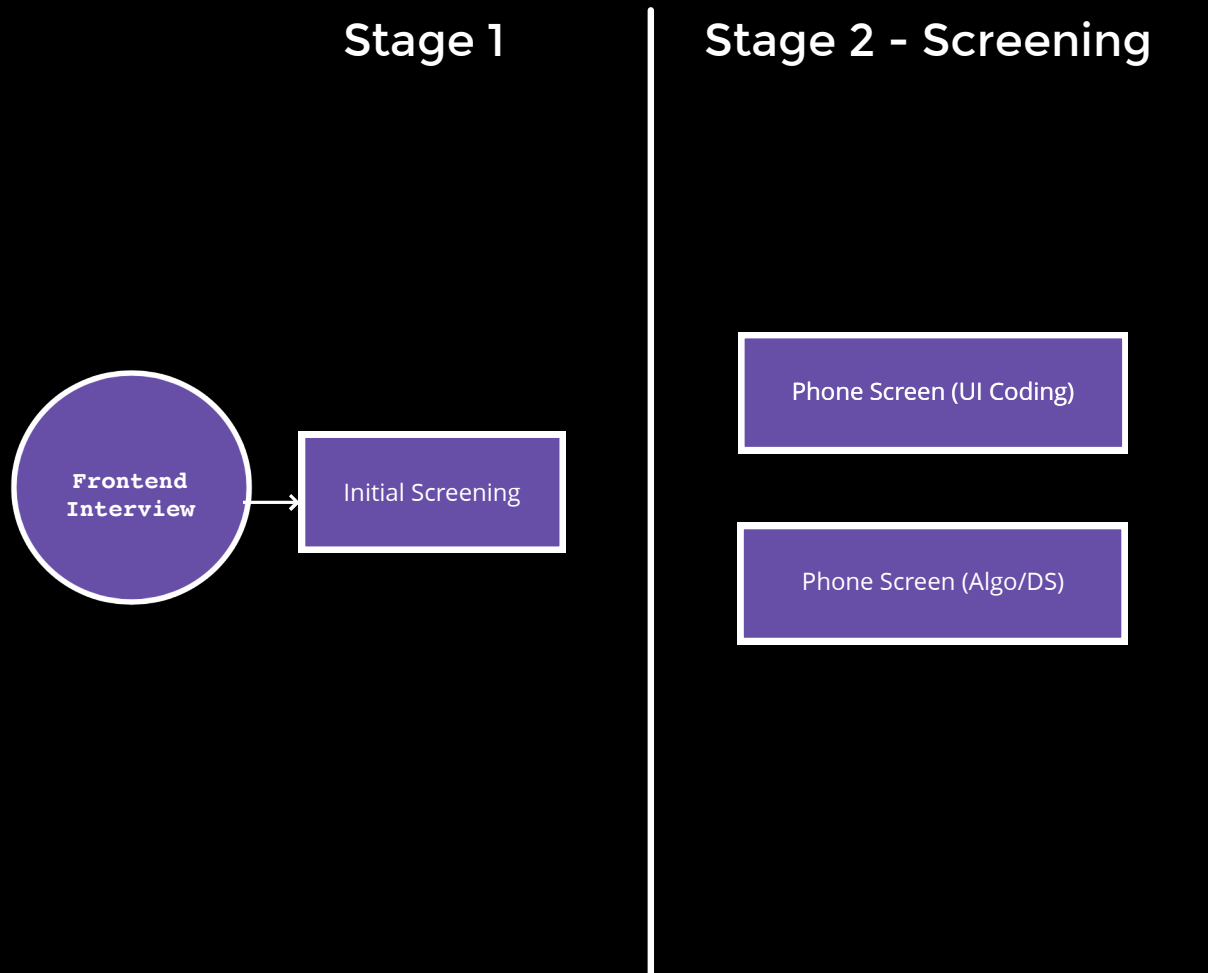 Stage 1
Stage 2 - Screening
Frontend
Interview
Initial Screening
Phone Screen (UI Coding)
Phone Screen (Algo/DS)